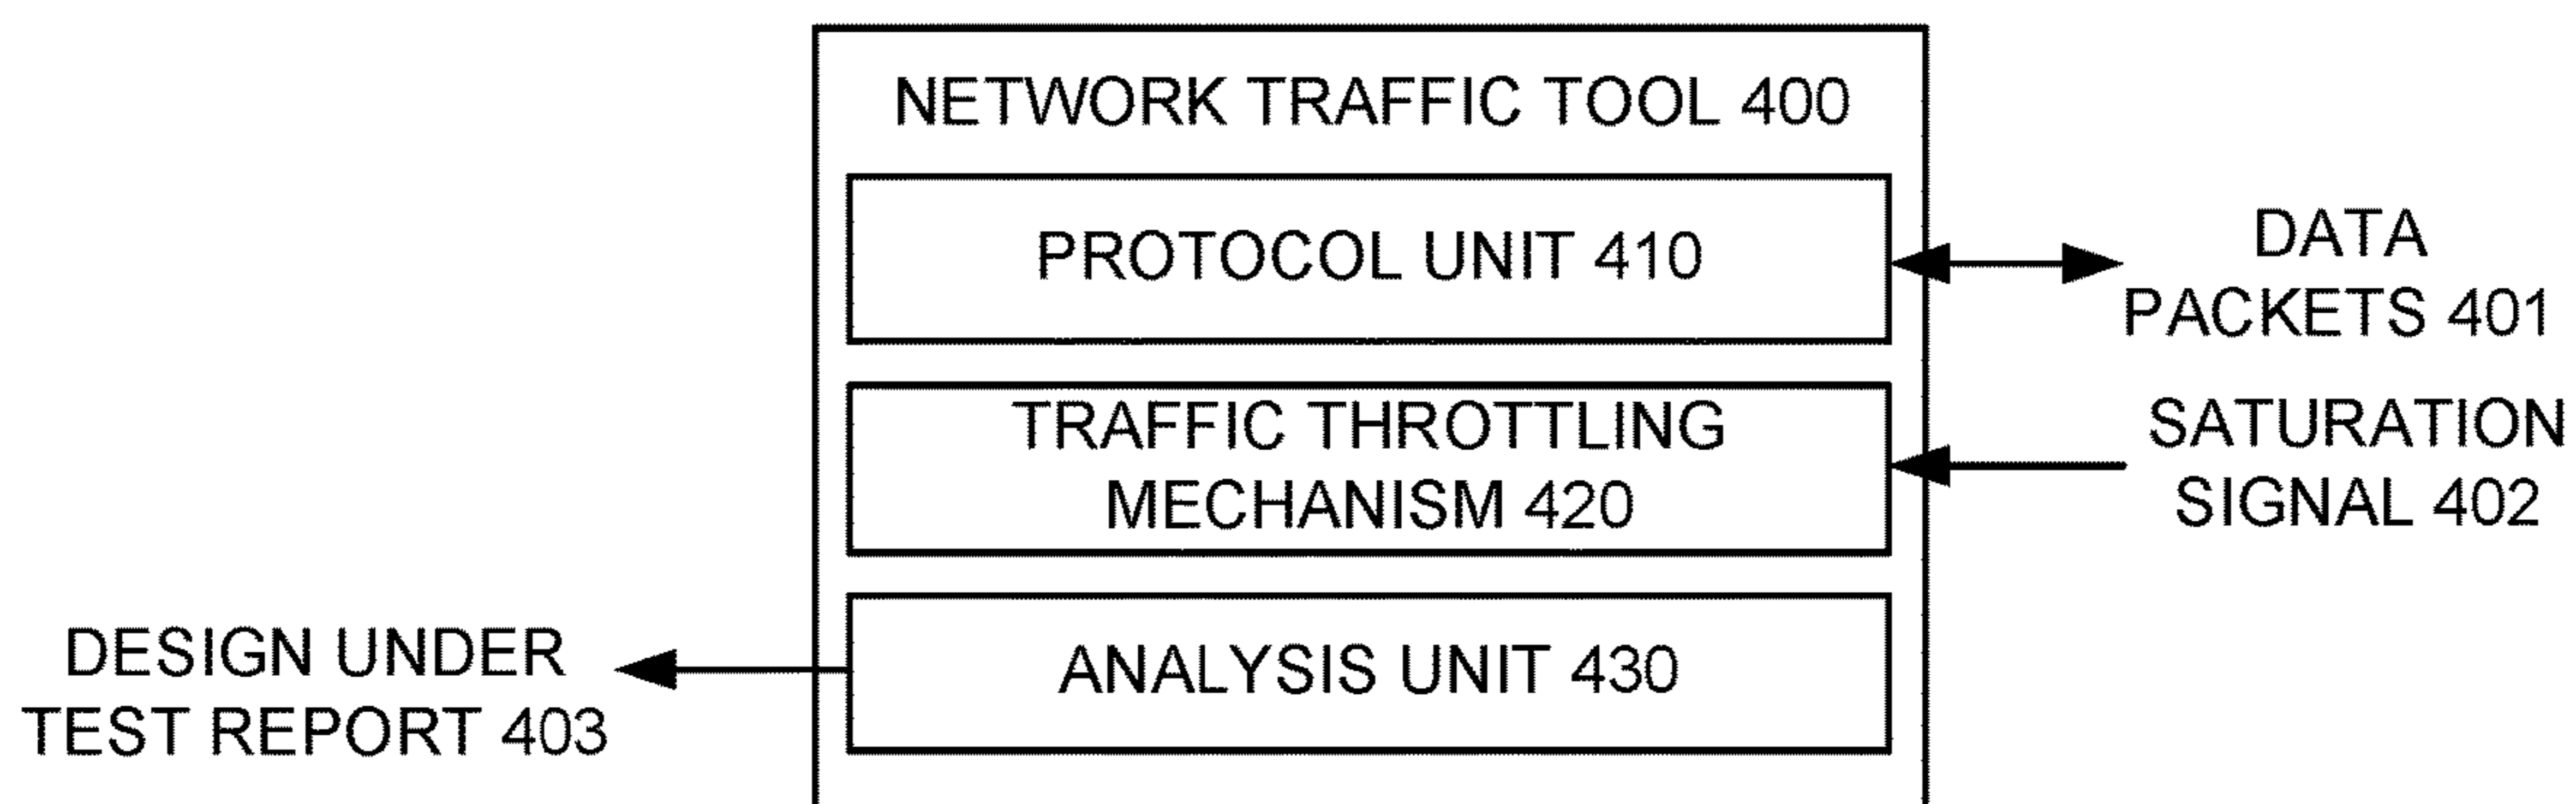 NETWORK TRAFFIC TOOL 400
PROTOCOL UNIT 410
DATA
PACKETS 401
TRAFFIC THROTTLING
MECHANISM 420
SATURATION
SIGNAL 402
ANALYSIS UNIT 430
DESIGN UNDER
TEST REPORT 403